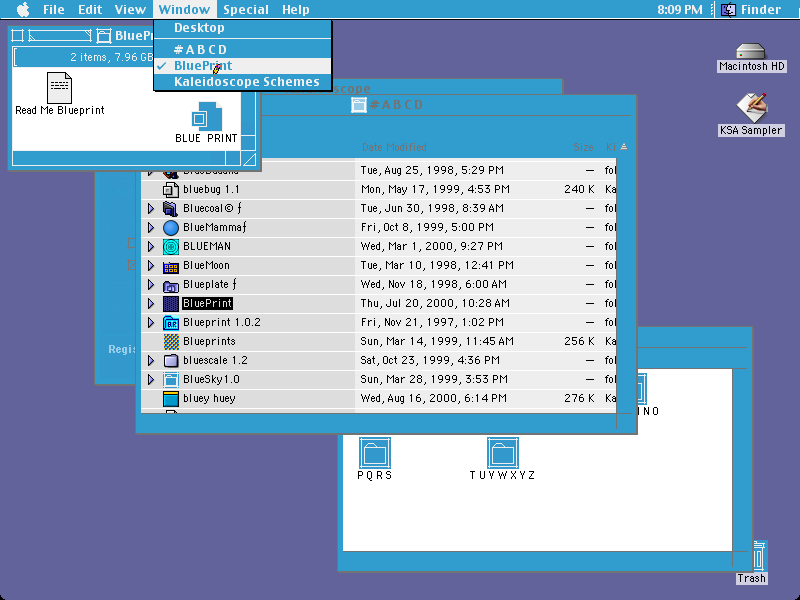 File Edit View Window Special Help 8:09 PM Finder
Desktop
#ABCD
BluePrint
Kaleidoscope Schemes
BlueP
2 items, 7.96 GB
Read Me Blueprint
BLUE PRINT
Macintosh HD
KSA Sampler
scope
#ABCD
Date Modified Size Ki
Tue, Aug 25, 1998, 5:29 PM — fol
bluebug 1.1 Mon, May 17, 1999, 4:53 PM 240 K Ka
Bluecoal© ƒ Tue, Jun 30, 1998, 8:39 AM — fol
BlueMammaƒ Fri, Oct 8, 1999, 5:00 PM — fol
BLUEMAN Wed, Mar 1, 2000, 9:27 PM — fol
BlueMoon Tue, Mar 10, 1998, 12:41 PM — fol
Blueplate ƒ Wed, Nov 18, 1998, 6:00 AM — fol
BluePrint Thu, Jul 20, 2000, 10:28 AM — fol
Blueprint 1.0.2 Fri, Nov 21, 1997, 1:02 PM — fol
Blueprints Sun, Mar 14, 1999, 11:45 AM 256 K Ka
bluescale 1.2 Sat, Oct 23, 1999, 4:36 PM — fol
BlueSky1.0 Sun, Mar 28, 1999, 3:53 PM — fol
bluey huey Wed, Aug 16, 2000, 6:14 PM 276 K Ka
Regis
NO
PQRS
TUVWXYZ
Trash